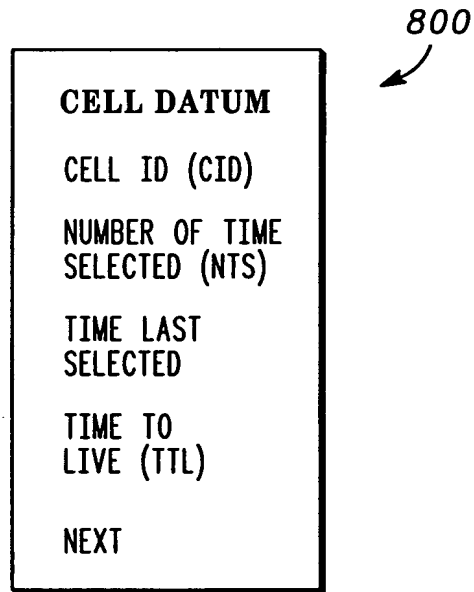 800
CELL DATUM
CELL ID (CID)
NUMBER OF TIME
SELECTED (NTS)
TIME LAST
SELECTED
TIME TO
LIVE (TTL)
NEXT